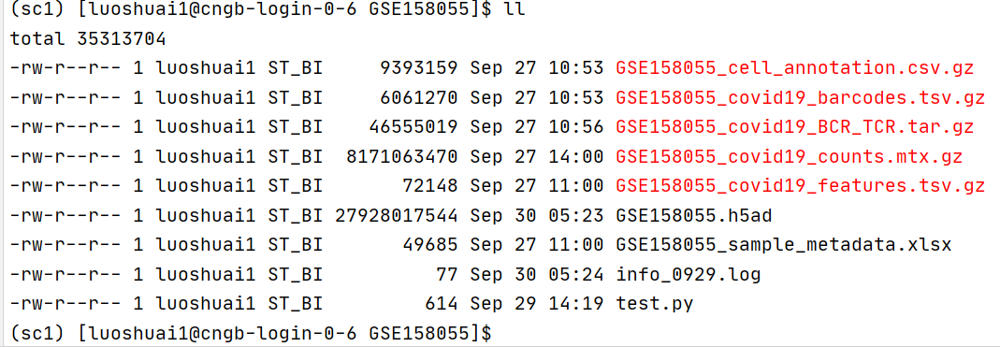 (sc1) [luoshuai1@cngb-login-0-6 GSE158055]$ ll
total 35313704
-rw-r--r-- 1 luoshuai1 ST_BI     9393159 Sep 27 10:53 GSE158055_cell_annotation.csv.gz
-rw-r--r-- 1 luoshuai1 ST_BI     6061270 Sep 27 10:53 GSE158055_covid19_barcodes.tsv.gz
-rw-r--r-- 1 luoshuai1 ST_BI    46555019 Sep 27 10:56 GSE158055_covid19_BCR_TCR.tar.gz
-rw-r--r-- 1 luoshuai1 ST_BI  8171063470 Sep 27 14:00 GSE158055_covid19_counts.mtx.gz
-rw-r--r-- 1 luoshuai1 ST_BI       72148 Sep 27 11:00 GSE158055_covid19_features.tsv.gz
-rw-r--r-- 1 luoshuai1 ST_BI 27928017544 Sep 30 05:23 GSE158055.h5ad
-rw-r--r-- 1 luoshuai1 ST_BI       49685 Sep 27 11:00 GSE158055_sample_metadata.xlsx
-rw-r--r-- 1 luoshuai1 ST_BI          77 Sep 30 05:24 info_0929.log
-rw-r--r-- 1 luoshuai1 ST_BI         614 Sep 29 14:19 test.py
(sc1) [luoshuai1@cngb-login-0-6 GSE158055]$